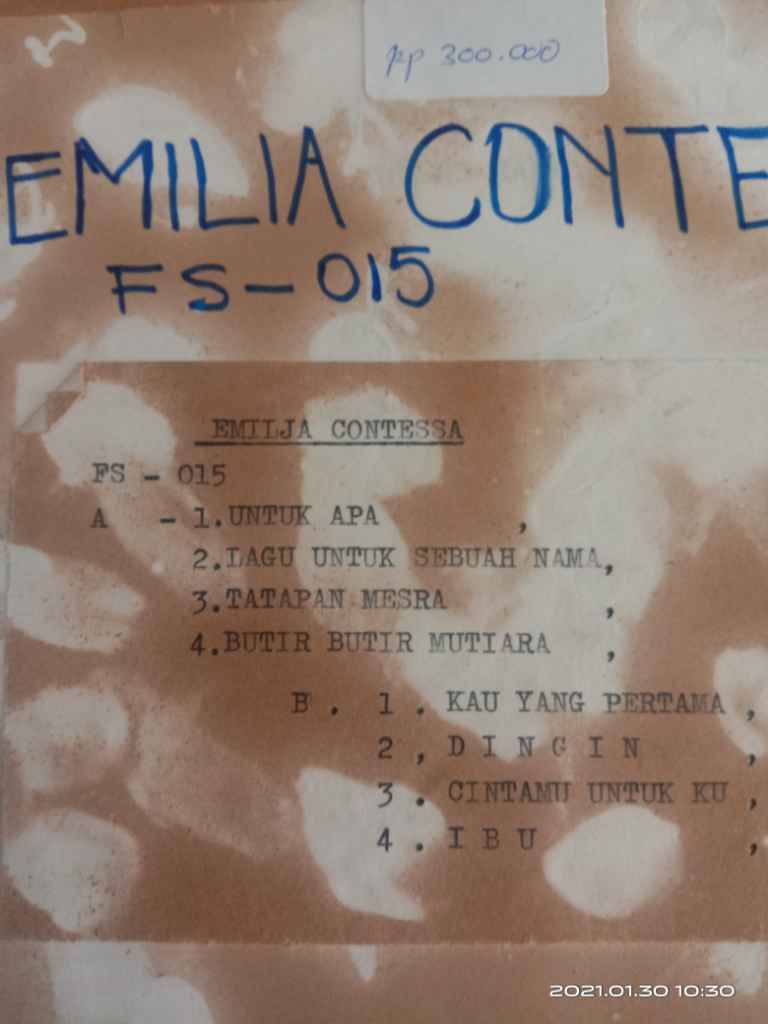 Rp 300.000
EMILIA CONTE
FS-015
EMILJA CONTESSA
FS - 015
A - 1.UNTUK APA ,
2.LAGU UNTUK SEBUAH NAMA,
3.TATAPAN MESRA ,
4.BUTIR BUTIR MUTIARA ,
B . 1 . KAU YANG PERTAMA ,
2 , D I N G I N ,
3 . CINTAMU UNTUK KU ,
4 . I B U ,
2021.01.30 10:30